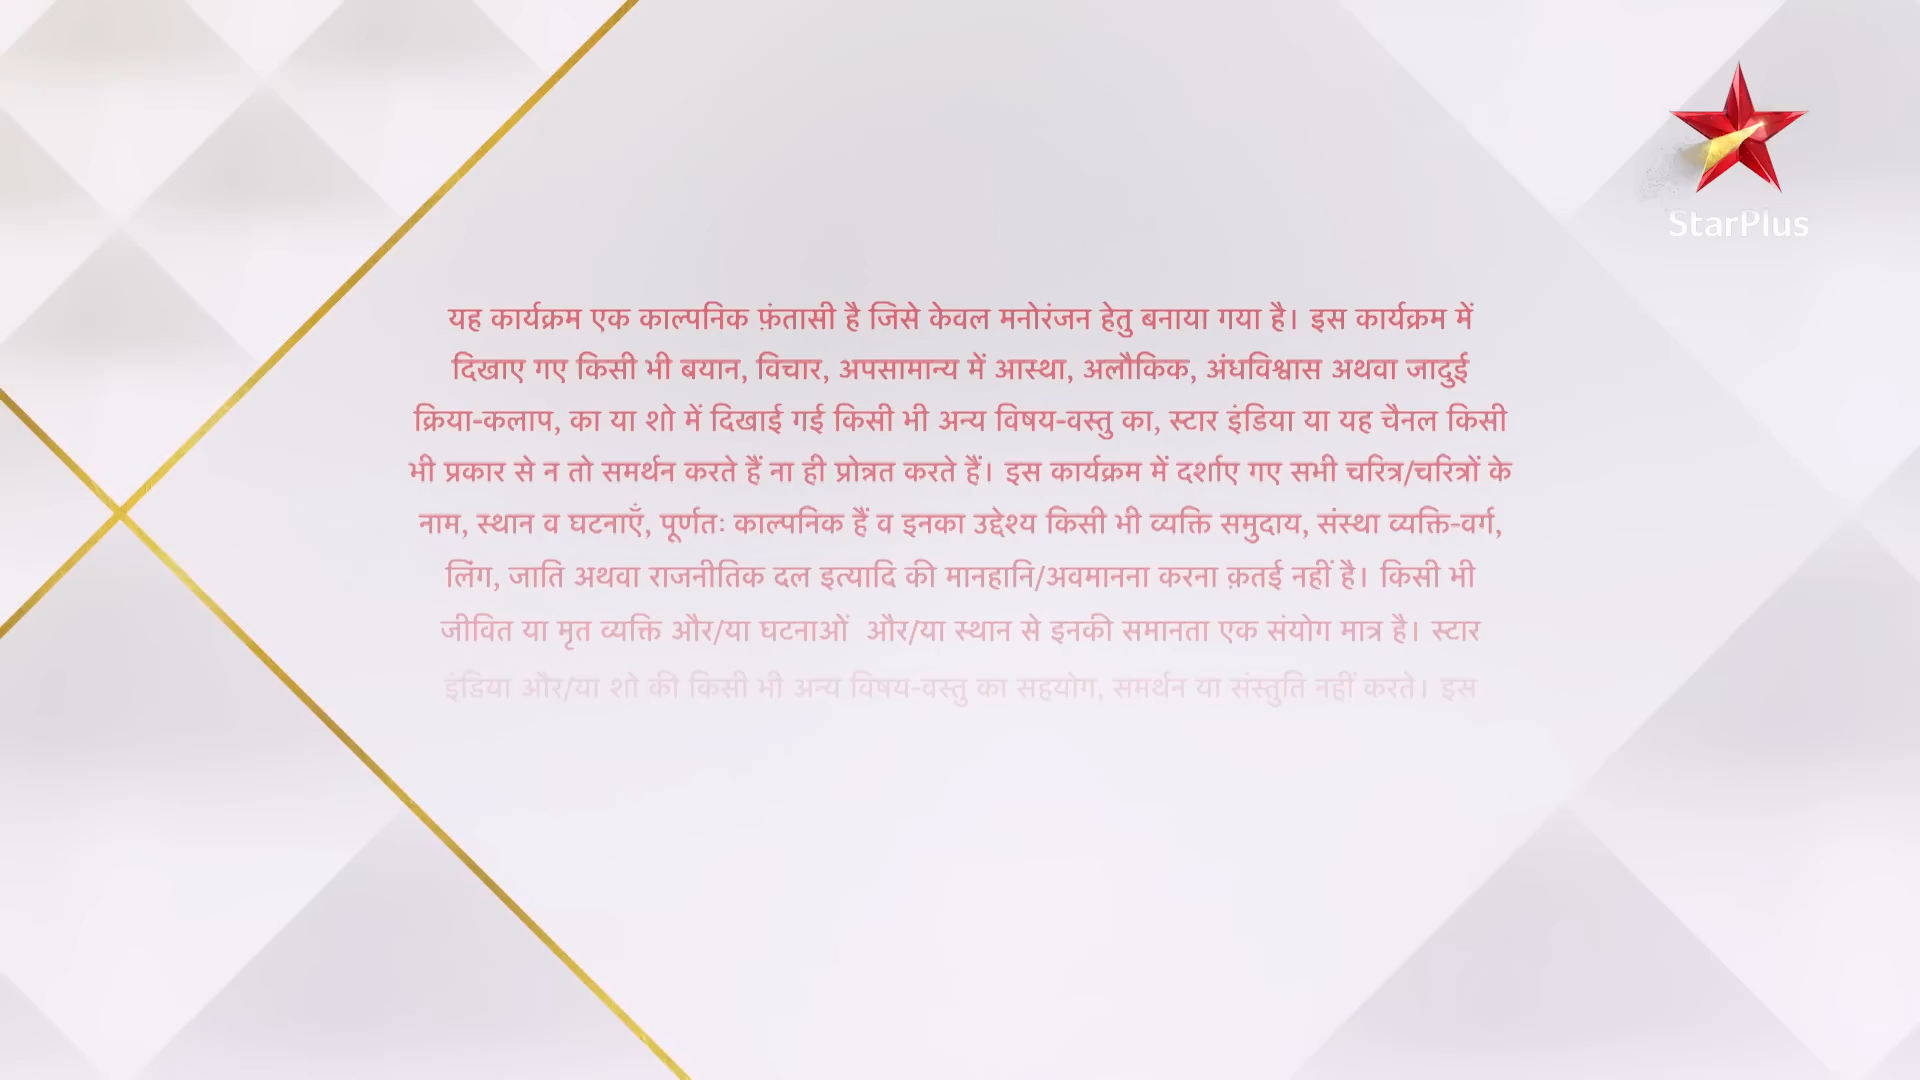 StarPlus
यह कार्यक्रम एक काल्पनिक फ़ंतासी है जिसे केवल मनोरंजन हेतु बनाया गया है। इस कार्यक्रम में
दिखाए गए किसी भी बयान, विचार, अपसामान्य में आस्था, अलौकिक, अंधविश्वास अथवा जादुई
क्रिया-कलाप, का या शो में दिखाई गई किसी भी अन्य विषय-वस्तु का, स्टार इंडिया या यह चैनल किसी
भी प्रकार से न तो समर्थन करते हैं ना ही प्रोन्नत करते हैं। इस कार्यक्रम में दर्शाए गए सभी चरित्र/चरित्रों के
नाम, स्थान व घटनाएँ, पूर्णतः काल्पनिक हैं व इनका उद्देश्य किसी भी व्यक्ति समुदाय, संस्था व्यक्ति-वर्ग,
लिंग, जाति अथवा राजनीतिक दल इत्यादि की मानहानि/अवमानना करना क़तई नहीं है। किसी भी
जीवित या मृत व्यक्ति और/या घटनाओं और/या स्थान से इनकी समानता एक संयोग मात्र है। स्टार
इंडिया और/या शो की किसी भी अन्य विषय-वस्तु का सहयोग, समर्थन या संस्तुति नहीं करते। इस